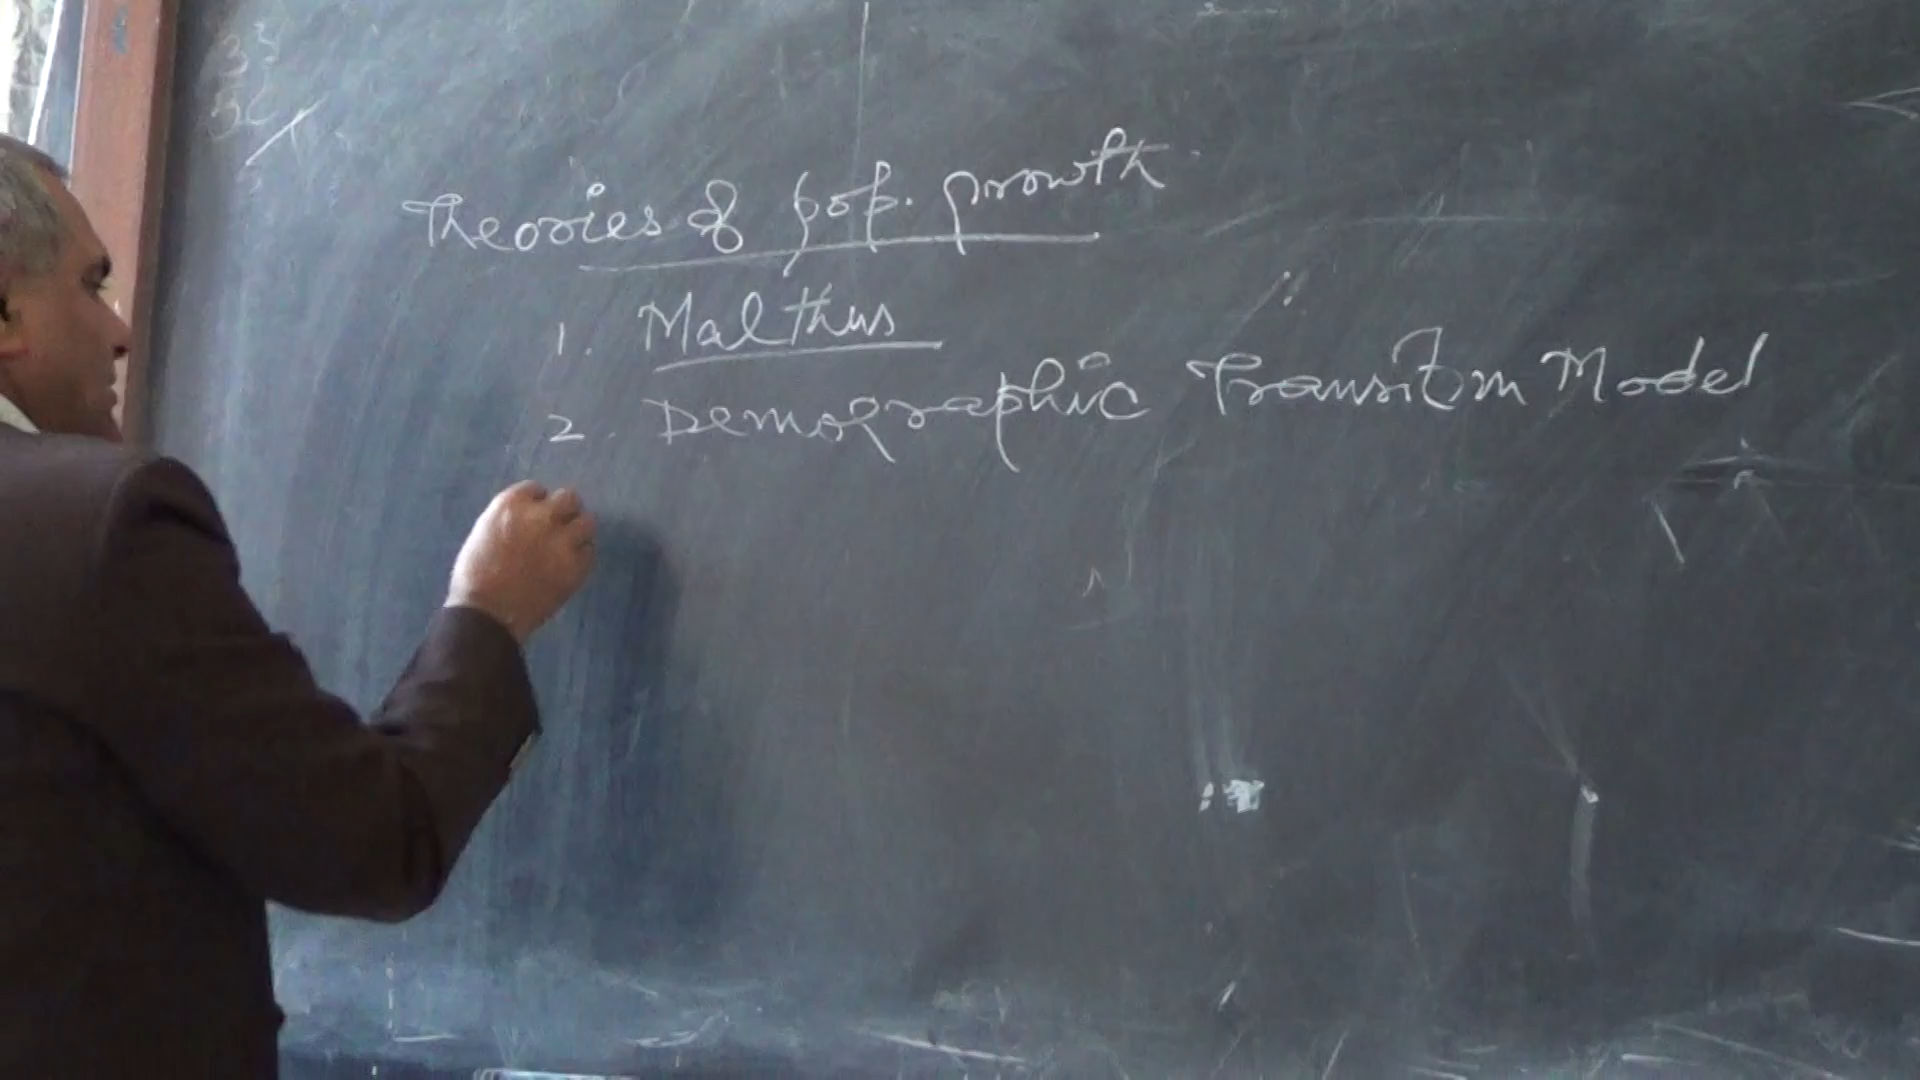 Theories of pop. growth
1. Malthus
2. Demographic Transition Model